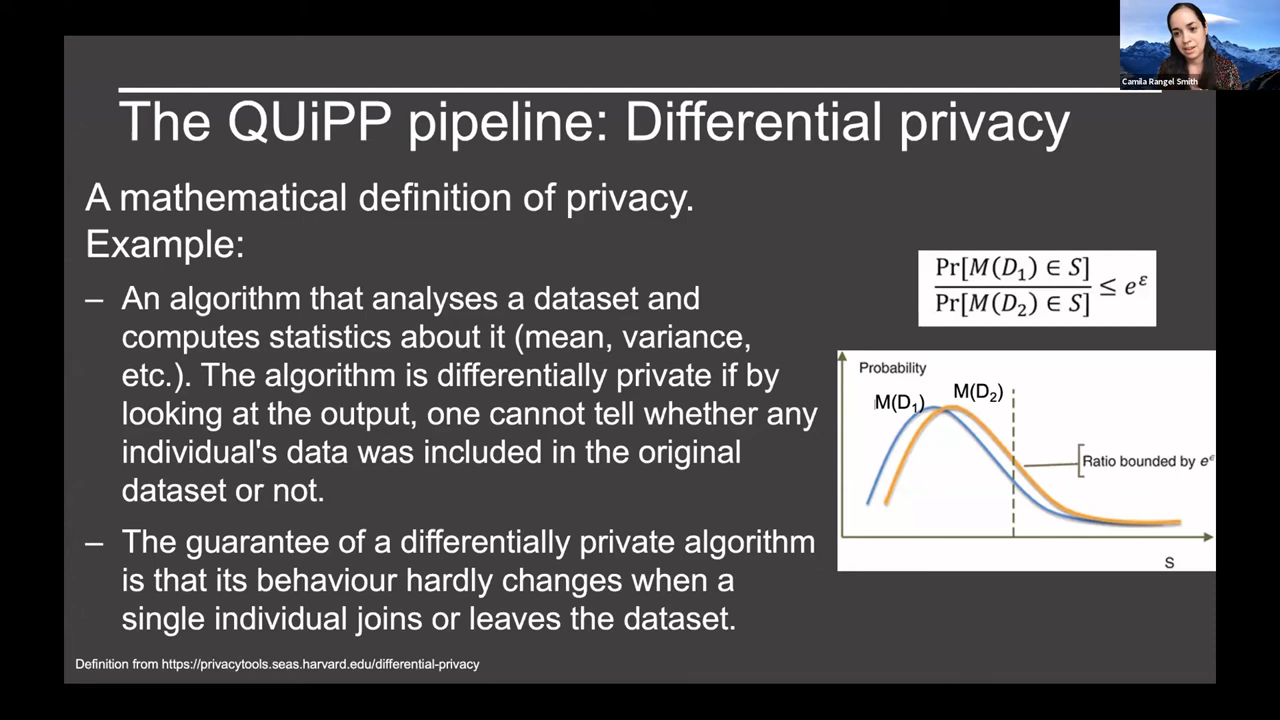 Camila Rangel Smith
The QUiPP pipeline: Differential privacy
A mathematical definition of privacy.
Example:
– An algorithm that analyses a dataset and
computes statistics about it (mean, variance,
etc.). The algorithm is differentially private if by
looking at the output, one cannot tell whether any
individual's data was included in the original
dataset or not.
– The guarantee of a differentially private algorithm
is that its behaviour hardly changes when a
single individual joins or leaves the dataset.
Definition from https://privacytools.seas.harvard.edu/differential-privacy
Pr[M(D₁) ∈ S]
Pr[M(D₂) ∈ S]
≤ e^ε
Probability
M(D₁)
M(D₂)
Ratio bounded by e^ε
S